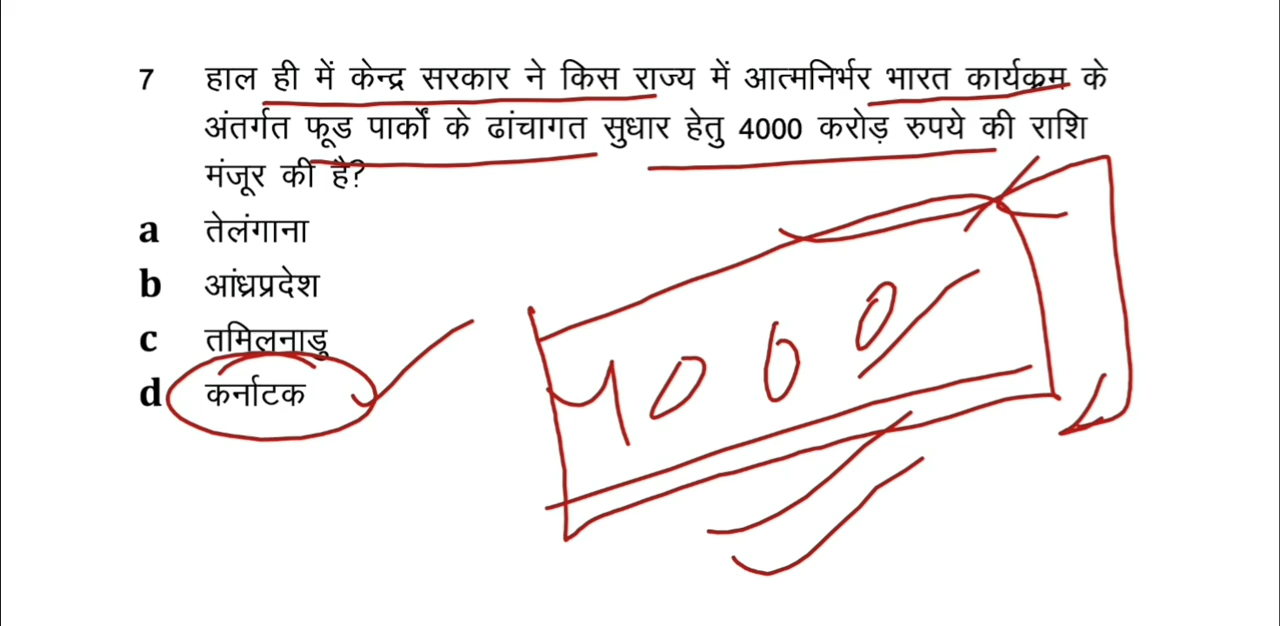 7 हाल ही में केन्द्र सरकार ने किस राज्य में आत्मनिर्भर भारत कार्यक्रम के
अंतर्गत फूड पार्कों के ढांचागत सुधार हेतु 4000 करोड़ रुपये की राशि
मंजूर की है?
a तेलंगाना
b आंध्रप्रदेश
c तमिलनाडु
d कर्नाटक
4000